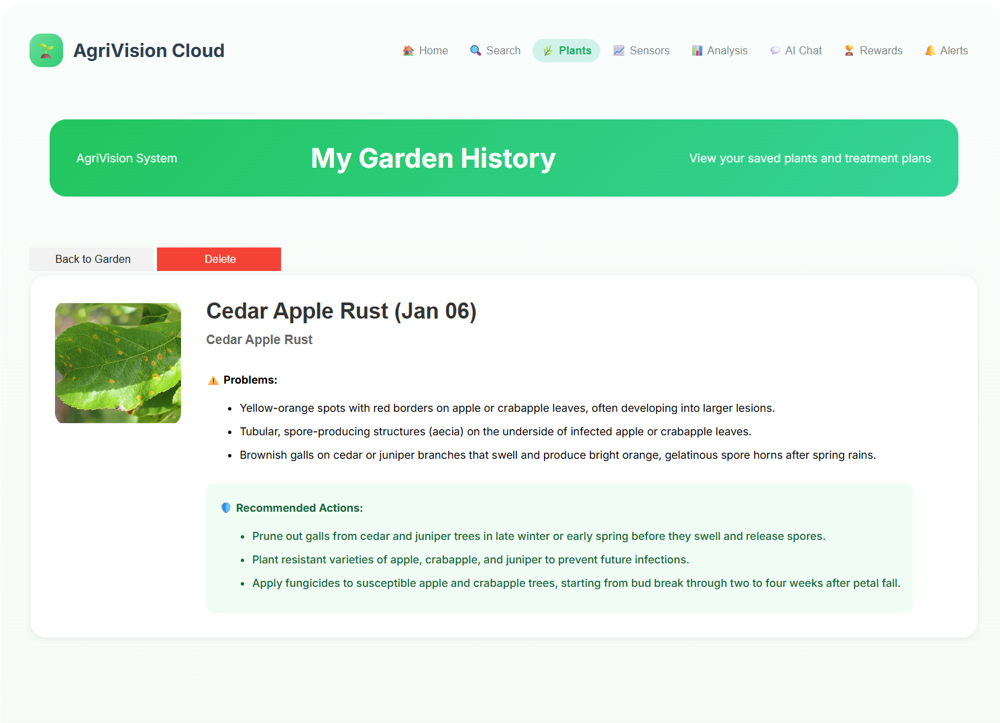 AgriVision Cloud
Home
Search
Plants
Sensors
Analysis
AI Chat
Rewards
Alerts
AgriVision System
My Garden History
View your saved plants and treatment plans
Back to Garden
Delete
Cedar Apple Rust (Jan 06)
Cedar Apple Rust
Problems:
Yellow-orange spots with red borders on apple or crabapple leaves, often developing into larger lesions.
Tubular, spore-producing structures (aecia) on the underside of infected apple or crabapple leaves.
Brownish galls on cedar or juniper branches that swell and produce bright orange, gelatinous spore horns after spring rains.
Recommended Actions:
Prune out galls from cedar and juniper trees in late winter or early spring before they swell and release spores.
Plant resistant varieties of apple, crabapple, and juniper to prevent future infections.
Apply fungicides to susceptible apple and crabapple trees, starting from bud break through two to four weeks after petal fall.